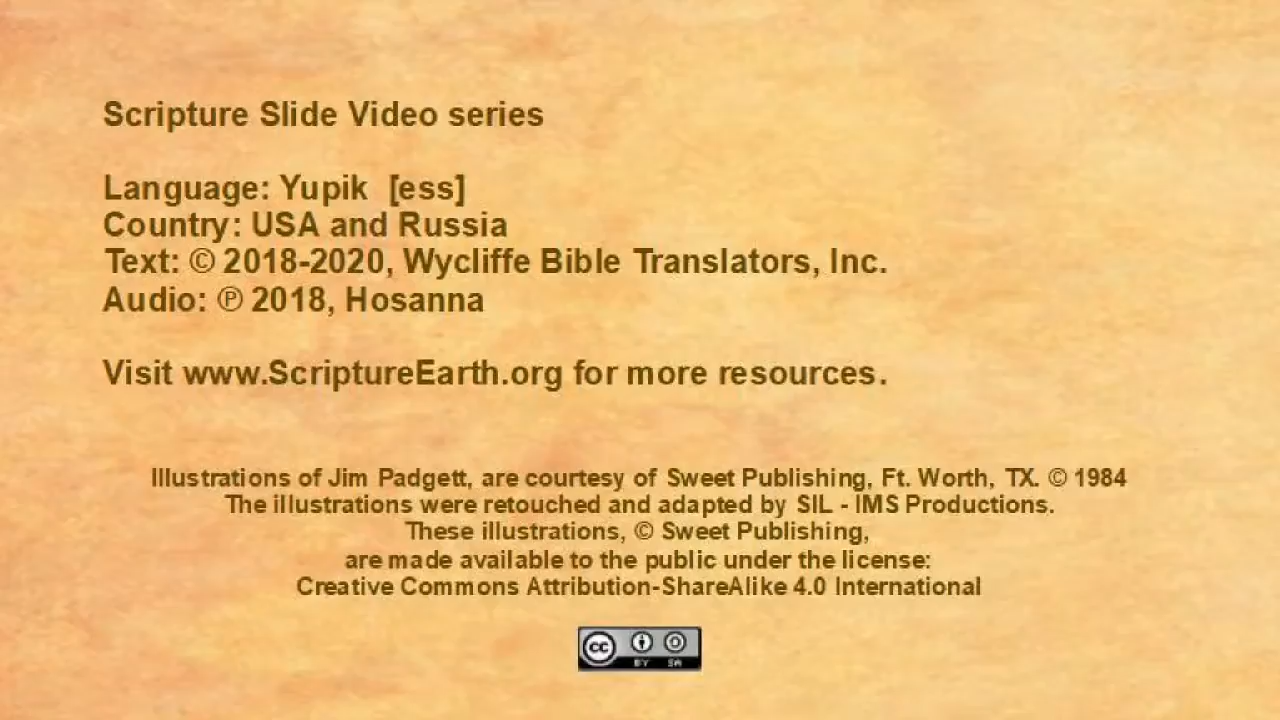 Scripture Slide Video series
Language: Yupik [ess]
Country: USA and Russia
Text: © 2018-2020, Wycliffe Bible Translators, Inc.
Audio: ℗ 2018, Hosanna
Visit www.ScriptureEarth.org for more resources.
Illustrations of Jim Padgett, are courtesy of Sweet Publishing, Ft. Worth, TX. © 1984
The illustrations were retouched and adapted by SIL - IMS Productions.
These illustrations, © Sweet Publishing,
are made available to the public under the license:
Creative Commons Attribution-ShareAlike 4.0 International
cc BY SA